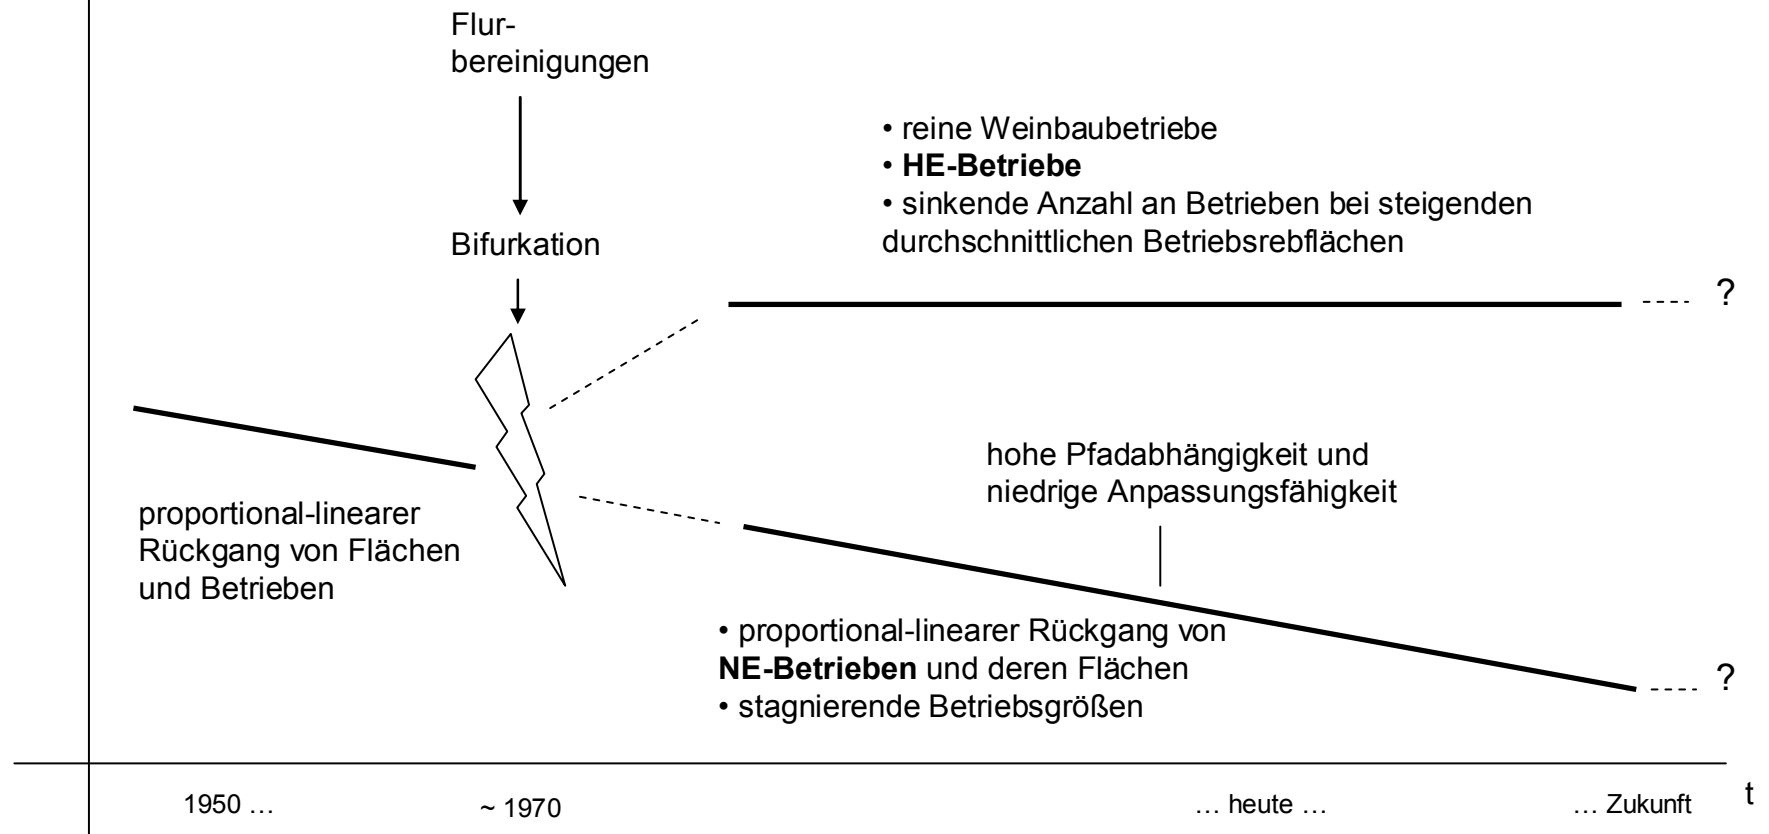 Flur-
bereinigungen
Bifurkation
• reine Weinbaubetriebe
• HE-Betriebe
• sinkende Anzahl an Betrieben bei steigenden
durchschnittlichen Betriebsrebflächen
?
proportional-linearer
Rückgang von Flächen
und Betrieben
hohe Pfadabhängigkeit und
niedrige Anpassungsfähigkeit
• proportional-linearer Rückgang von
NE-Betrieben und deren Flächen
• stagnierende Betriebsgrößen
?
1950 …
~ 1970
… heute …
… Zukunft
t